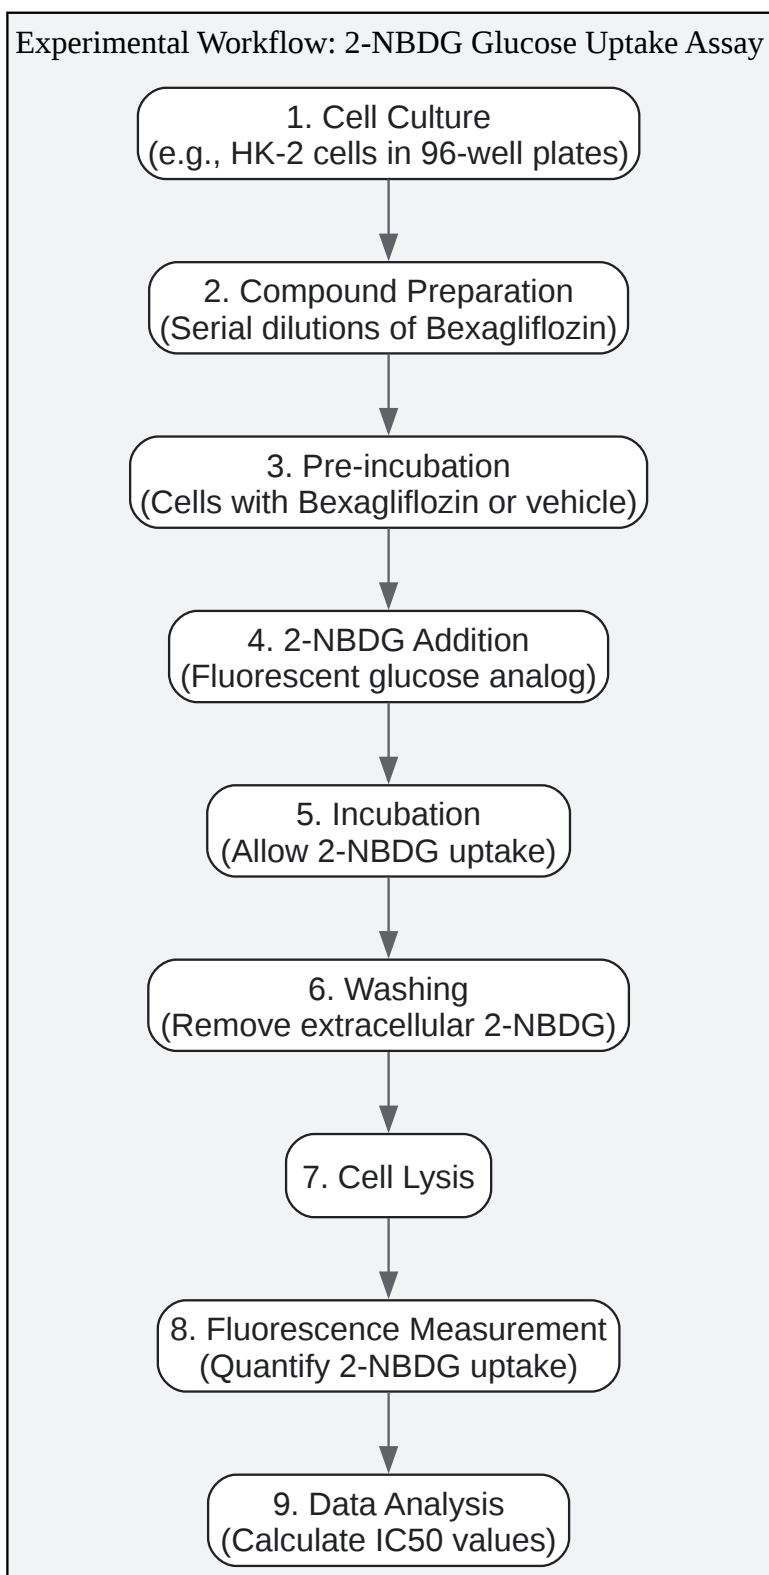 Experimental Workflow: 2-NBDG Glucose Uptake Assay
1. Cell Culture
(e.g., HK-2 cells in 96-well plates)
2. Compound Preparation
(Serial dilutions of Bexagliflozin)
3. Pre-incubation
(Cells with Bexagliflozin or vehicle)
4. 2-NBDG Addition
(Fluorescent glucose analog)
5. Incubation
(Allow 2-NBDG uptake)
6. Washing
(Remove extracellular 2-NBDG)
7. Cell Lysis
8. Fluorescence Measurement
(Quantify 2-NBDG uptake)
9. Data Analysis
(Calculate IC50 values)